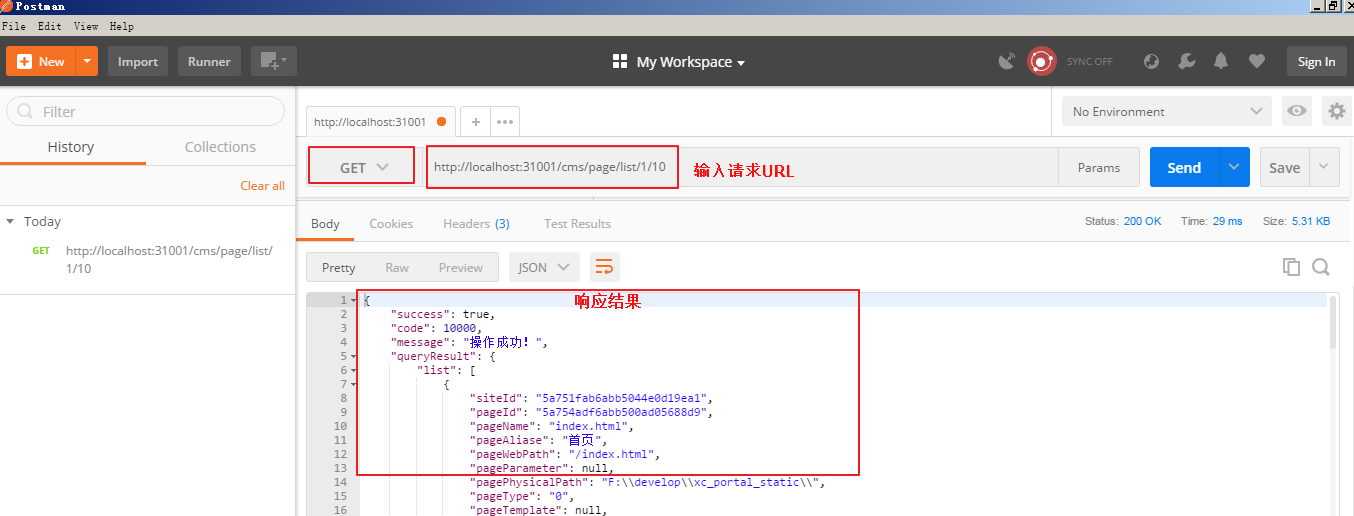 Postman
File Edit View Help
New
Import
Runner
My Workspace
SYNC OFF
Sign In
Filter
History
Collections
Clear all
Today
GET http://localhost:31001/cms/page/list/
1/10
http://localhost:31001
No Environment
GET
http://localhost:31001/cms/page/list/1/10
输入请求URL
Params
Send
Save
Body
Cookies
Headers (3)
Test Results
Status: 200 OK
Time: 29 ms
Size: 5.31 KB
Pretty
Raw
Preview
JSON
响应结果
1 {
2 "success": true,
3 "code": 10000,
4 "message": "操作成功！",
5 "queryResult": {
6 "list": [
7 {
8 "siteId": "5a751fab6abb5044e0d19ea1",
9 "pageId": "5a754adf6abb500ad05688d9",
10 "pageName": "index.html",
11 "pageAliase": "首页",
12 "pageWebPath": "/index.html",
13 "pageParameter": null,
14 "pagePhysicalPath": "F:\\develop\\xc_portal_static\\",
15 "pageType": "0",
16 "pageTemplate": null,